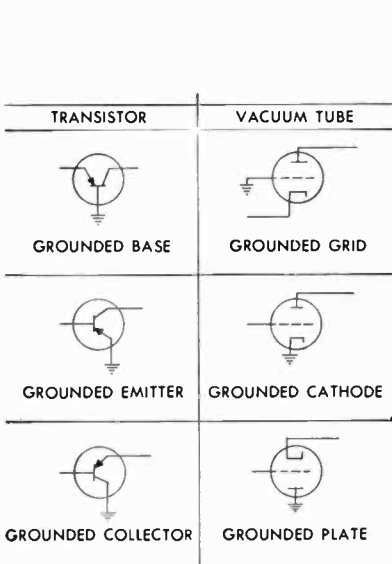 TRANSISTOR VACUUM TUBE
GROUNDED BASE GROUNDED GRID
GROUNDED EMITTER GROUNDED CATHODE
GROUNDED COLLECTOR GROUNDED PLATE